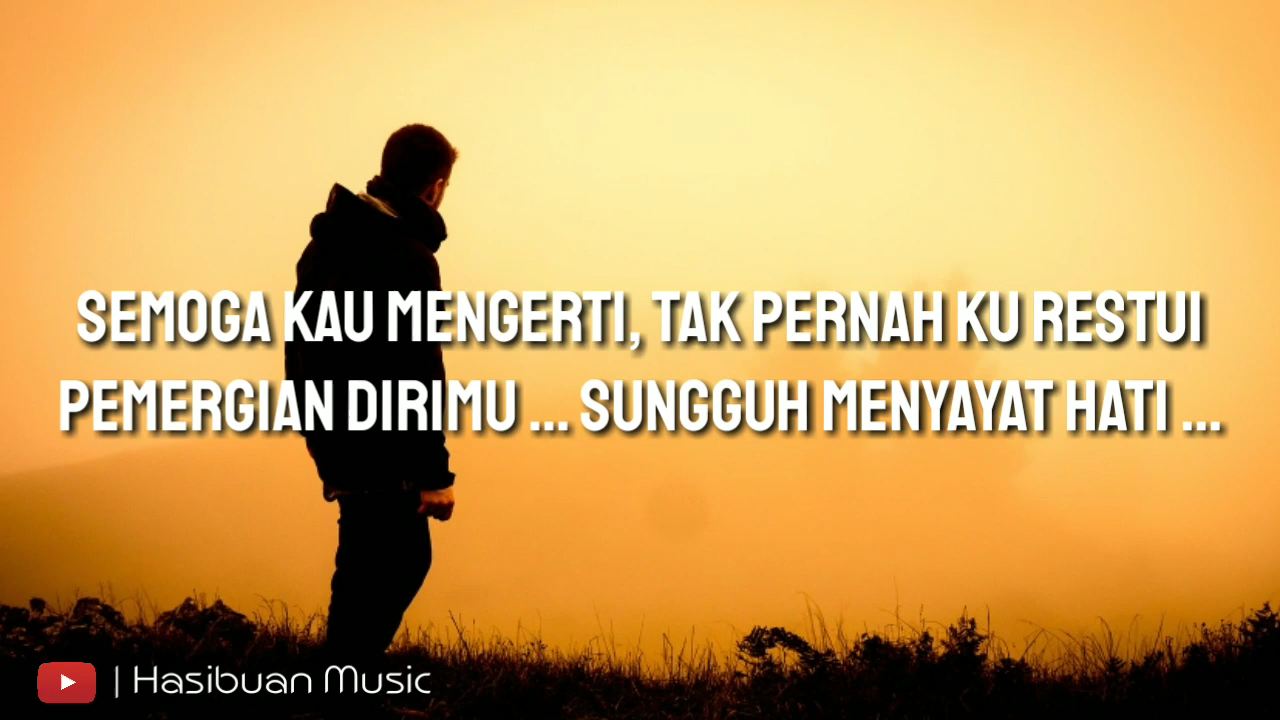 SEMOGA KAU MENGERTI, TAK PERNAH KU RESTUI
PEMERGIAN DIRIMU ... SUNGGUH MENYAYAT HATI ...
| Hasibuan Music